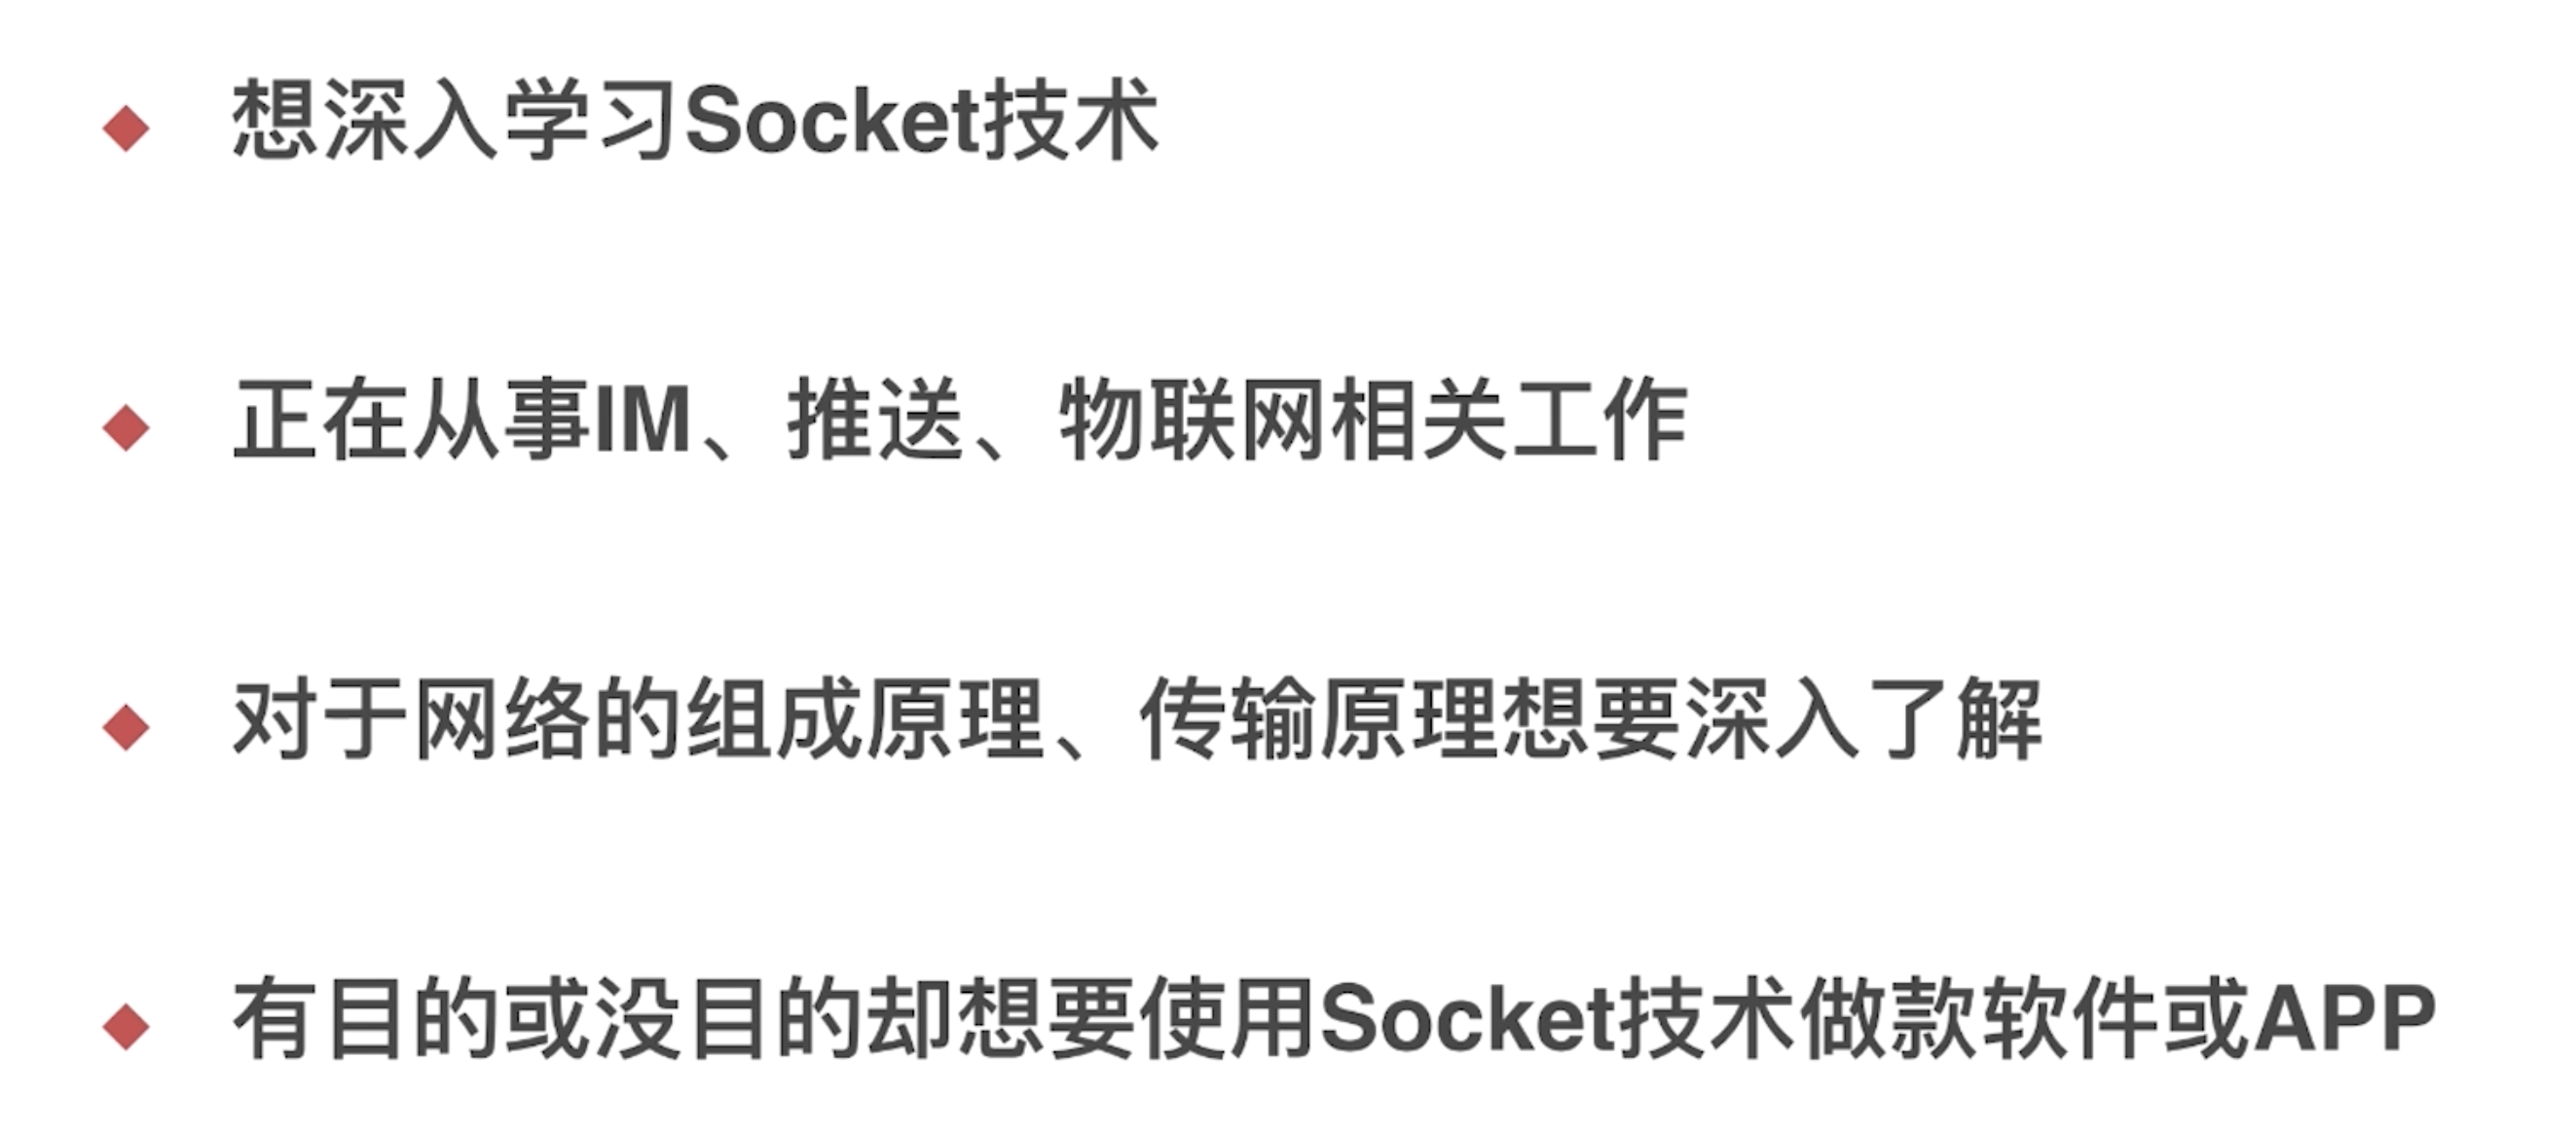 想深入学习Socket技术
正在从事IM、推送、物联网相关工作
对于网络的组成原理、传输原理想要深入了解
有目的或没目的却想要使用Socket技术做款软件或APP